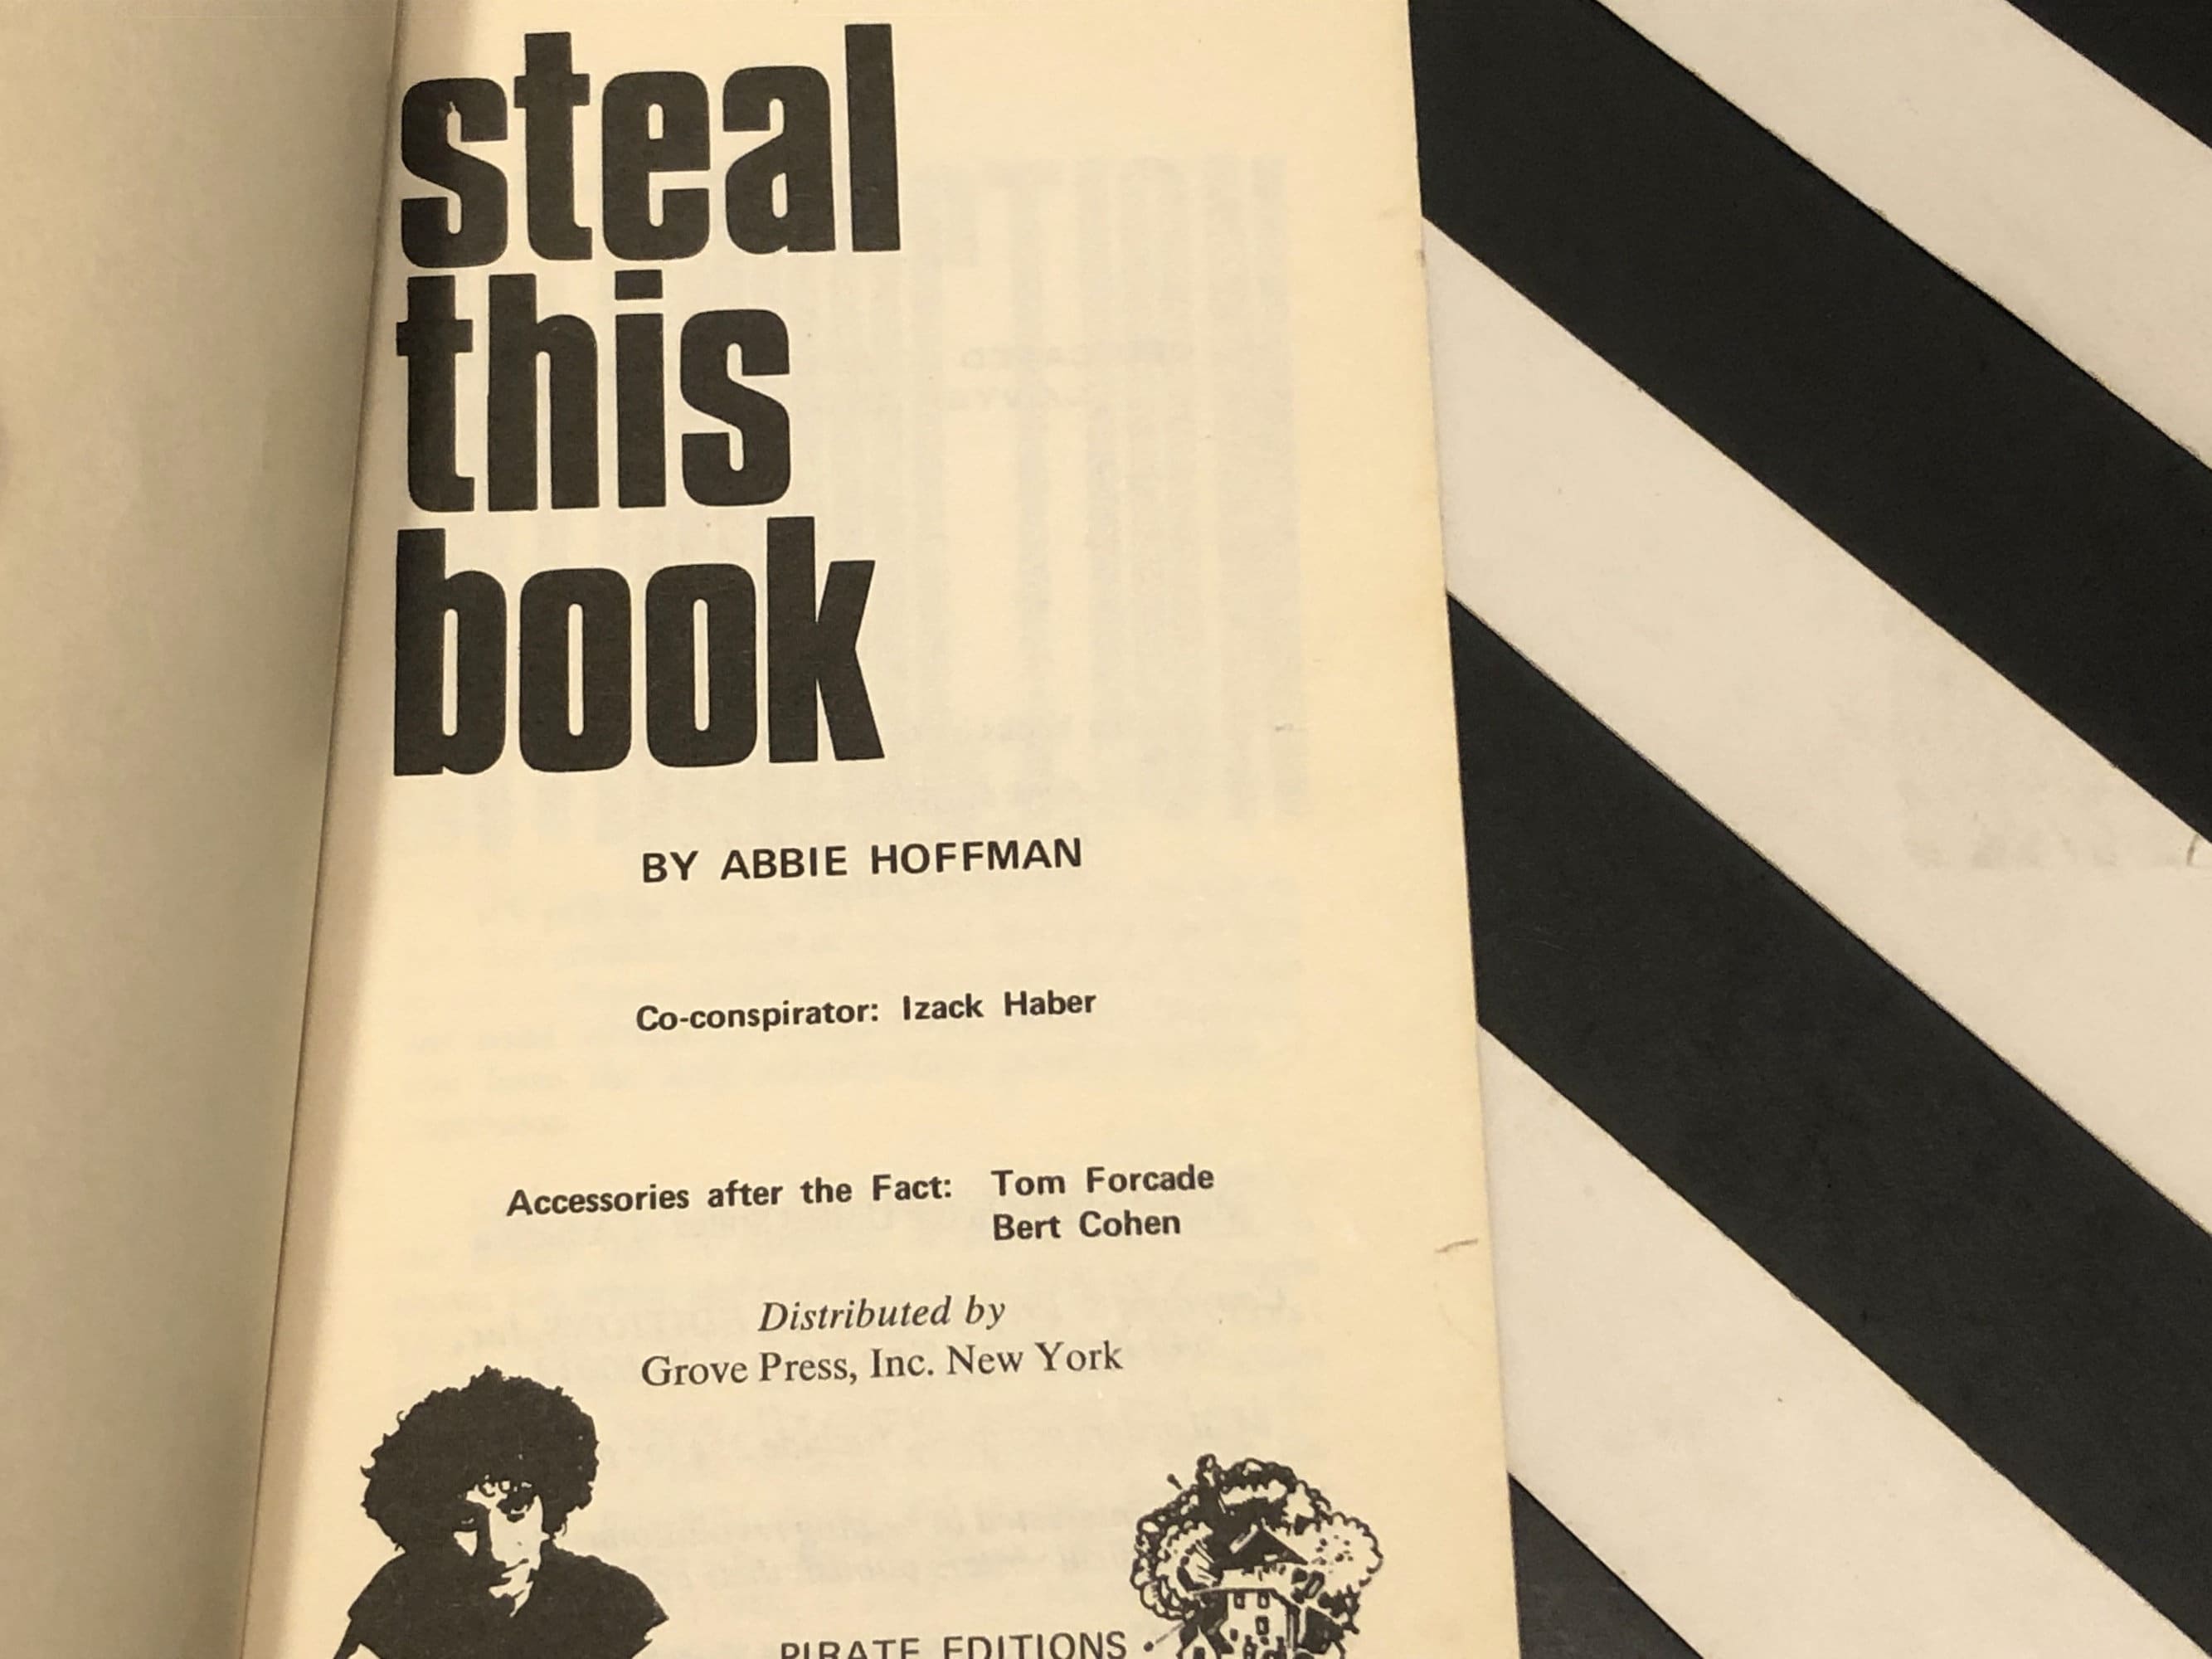 steal
this
book
BY ABBIE HOFFMAN
Co-conspirator: Izack Haber
Accessories after the Fact: Tom Forcade
Bert Cohen
Distributed by
Grove Press, Inc. New York
PIRATE EDITIONS